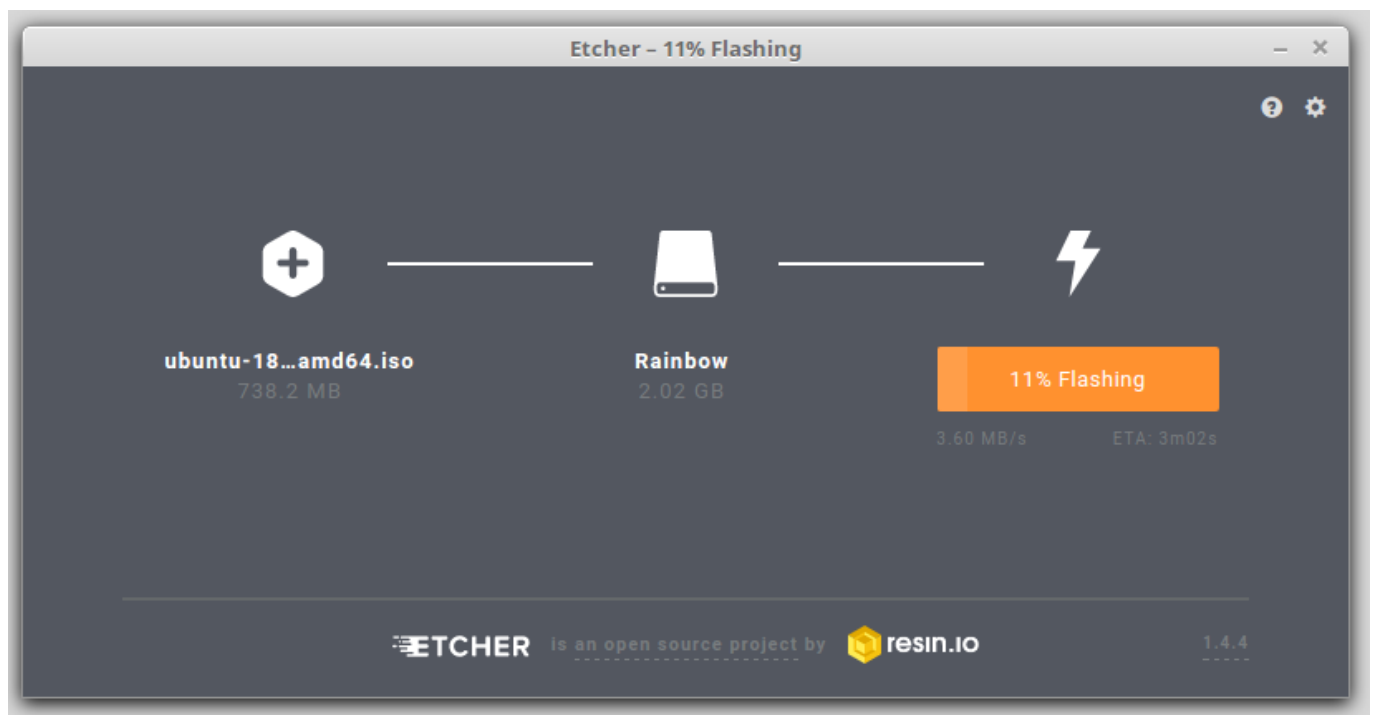 Etcher – 11% Flashing
ubuntu-18…amd64.iso
738.2 MB
Rainbow
2.02 GB
11% Flashing
3.60 MB/s ETA: 3m02s
ETCHER is an open source project by resin.io 1.4.4